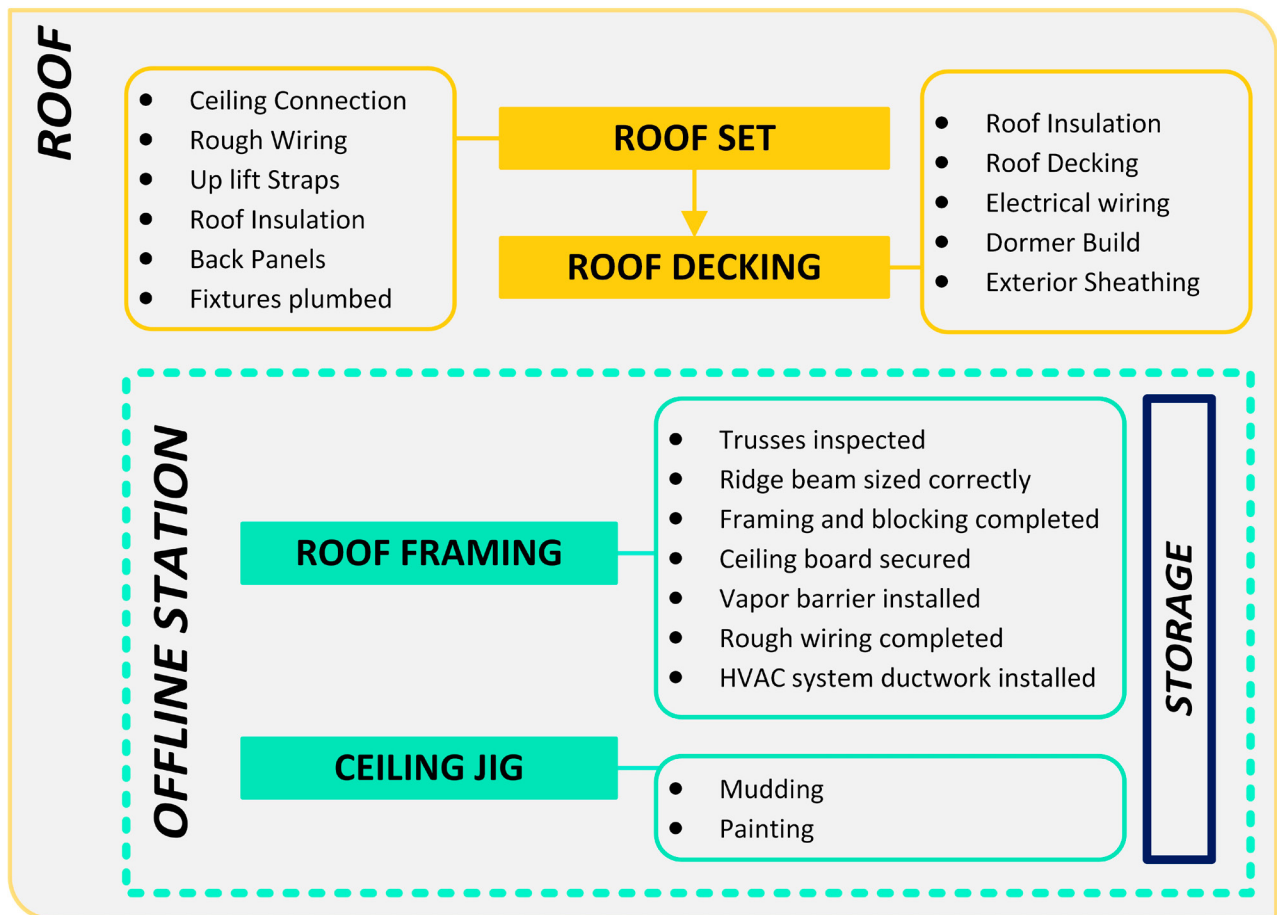 ROOF
• Ceiling Connection
• Rough Wiring
• Up lift Straps
• Roof Insulation
• Back Panels
• Fixtures plumbed
ROOF SET
ROOF DECKING
• Roof Insulation
• Roof Decking
• Electrical wiring
• Dormer Build
• Exterior Sheathing
OFFLINE STATION
ROOF FRAMING
• Trusses inspected
• Ridge beam sized correctly
• Framing and blocking completed
• Ceiling board secured
• Vapor barrier installed
• Rough wiring completed
• HVAC system ductwork installed
CEILING JIG
• Mudding
• Painting
STORAGE